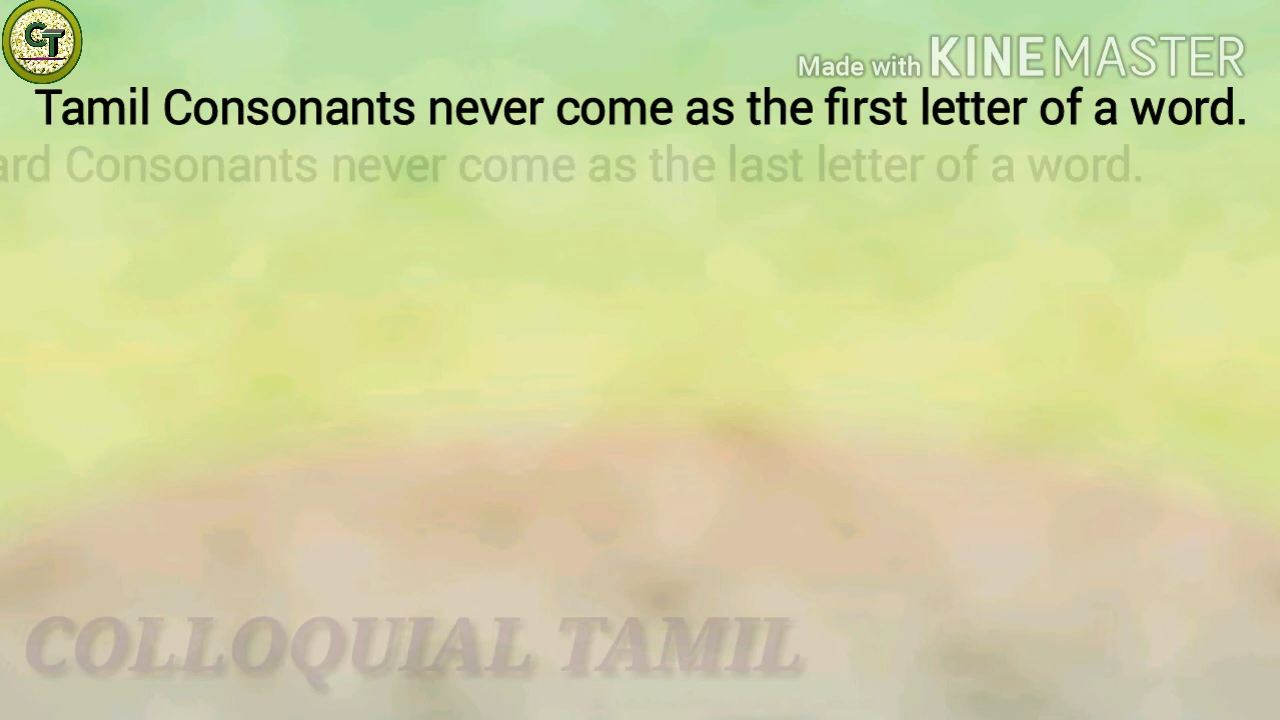 CT
Made with KINEMASTER
Tamil Consonants never come as the first letter of a word.
Consonants never come as the last letter of a word.
COLLOQUIAL TAMIL